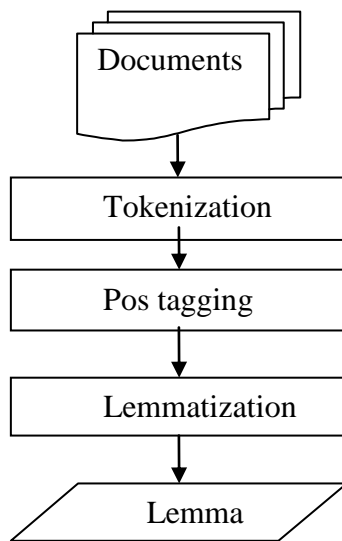 Documents
Tokenization
Pos tagging
Lemmatization
Lemma